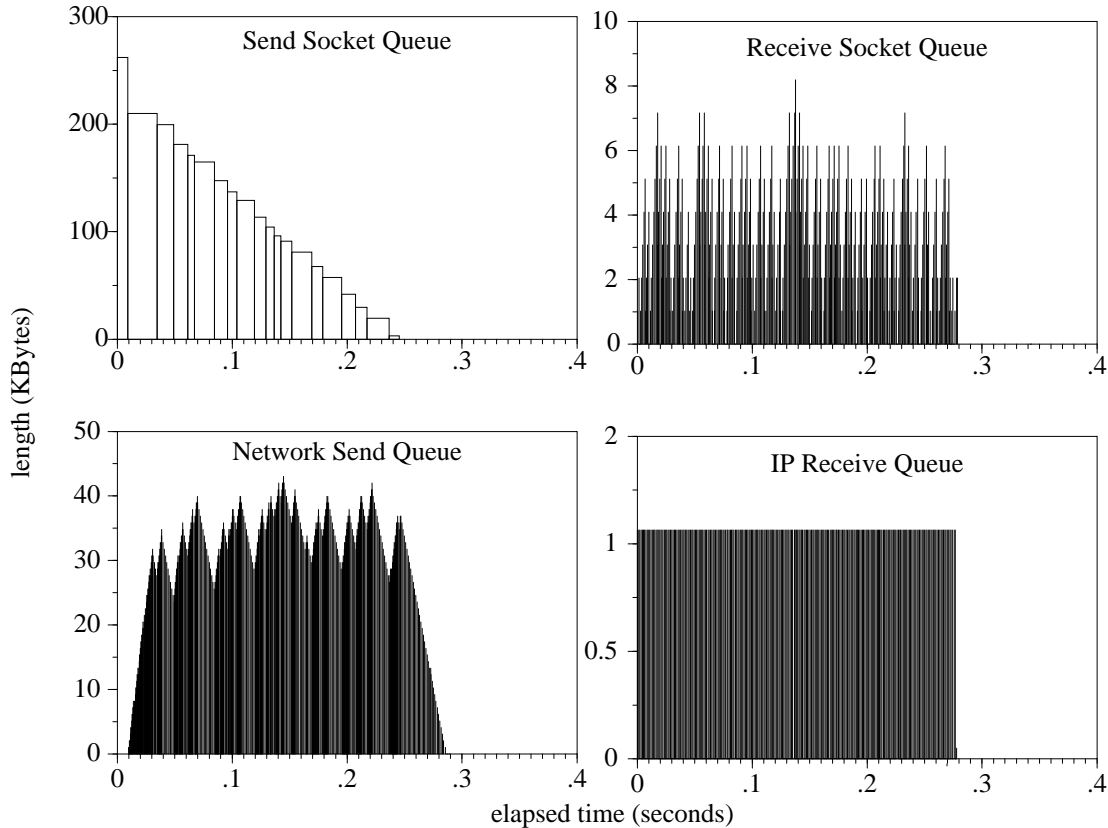 Send Socket Queue
300
200
100
0
0 .1 .2 .3 .4
Receive Socket Queue
10
8
6
4
2
0
0 .1 .2 .3 .4
length (KBytes)
Network Send Queue
50
40
30
20
10
0
0 .1 .2 .3 .4
IP Receive Queue
2
1
0.5
0
0 .1 .2 .3 .4
elapsed time (seconds)